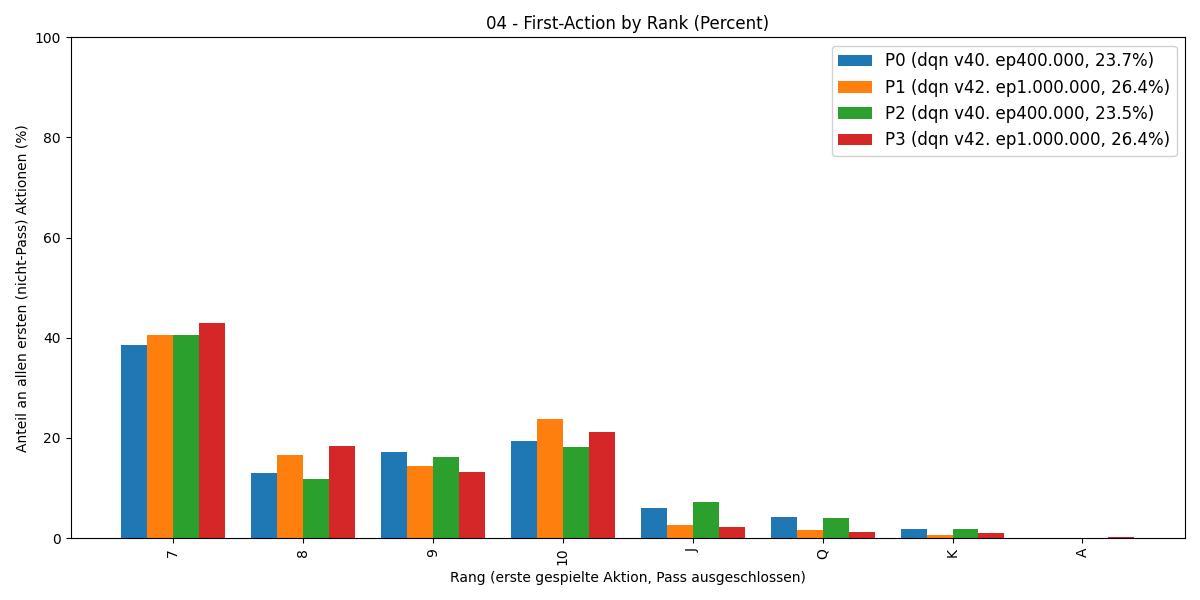 04 - First-Action by Rank (Percent)
P0 (dqn v40. ep400.000, 23.7%)
P1 (dqn v42. ep1.000.000, 26.4%)
P2 (dqn v40. ep400.000, 23.5%)
P3 (dqn v42. ep1.000.000, 26.4%)
Anteil an allen ersten (nicht-Pass) Aktionen (%)
100
80
60
40
20
0
7
8
9
10
J
Q
K
A
Rang (erste gespielte Aktion, Pass ausgeschlossen)